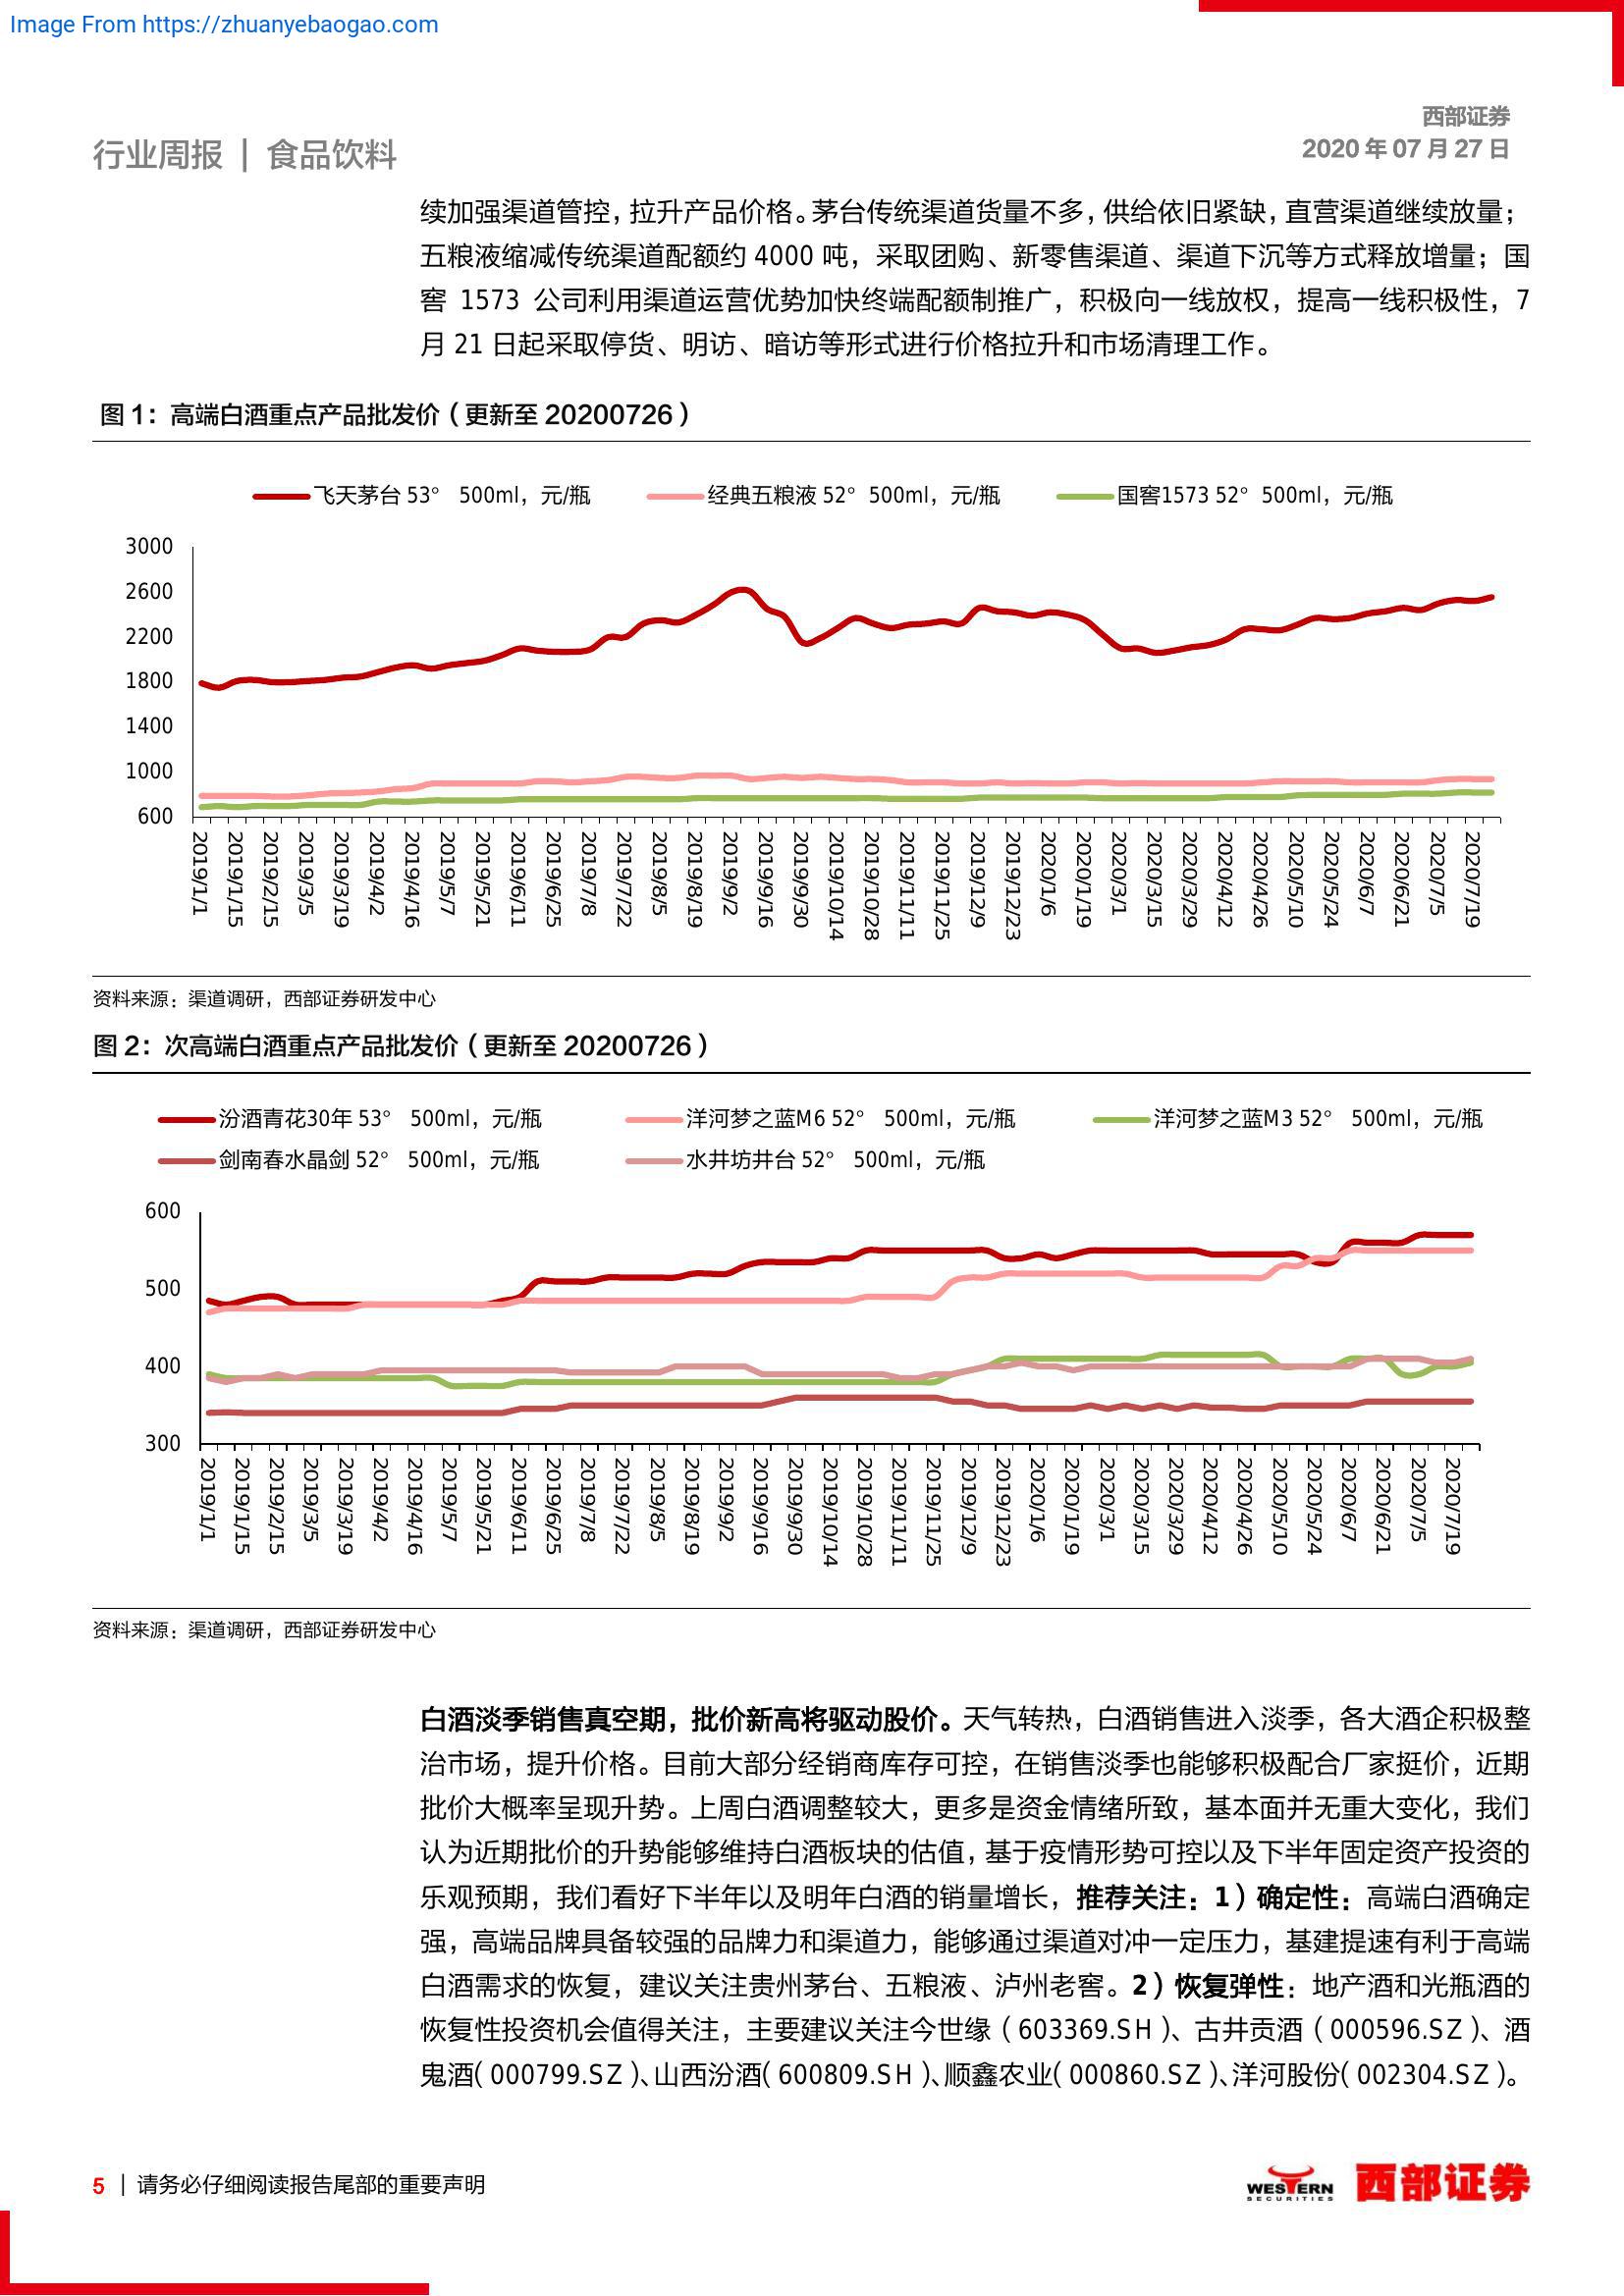 Image From https://zhuanyebaogao.com
西部证券
行业周报 | 食品饮料
2020 年 07 月 27 日
续加强渠道管控，拉升产品价格。茅台传统渠道货量不多，供给依旧紧缺，直营渠道继续放量；
五粮液缩减传统渠道配额约 4000 吨，采取团购、新零售渠道、渠道下沉等方式释放增量；国
窖 1573 公司利用渠道运营优势加快终端配额制推广，积极向一线放权，提高一线积极性，7
月 21 日起采取停货、明访、暗访等形式进行价格拉升和市场清理工作。
图 1：高端白酒重点产品批发价（更新至 20200726）
飞天茅台 53° 500ml，元/瓶 经典五粮液 52° 500ml，元/瓶 国窖1573 52° 500ml，元/瓶
3000
2600
2200
1800
1400
1000
600
2019/1/1 2019/1/15 2019/2/15 2019/3/5 2019/3/19 2019/4/2 2019/4/16 2019/5/7 2019/5/21 2019/6/11 2019/6/25 2019/7/8 2019/7/22 2019/8/5 2019/8/19 2019/9/2 2019/9/16 2019/9/30 2019/10/14 2019/10/28 2019/11/11 2019/11/25 2019/12/9 2019/12/23 2020/1/6 2020/1/19 2020/3/1 2020/3/15 2020/3/29 2020/4/12 2020/4/26 2020/5/10 2020/5/24 2020/6/7 2020/6/21 2020/7/5 2020/7/19
资料来源：渠道调研，西部证券研发中心
图 2：次高端白酒重点产品批发价（更新至 20200726）
汾酒青花30年 53° 500ml，元/瓶 洋河梦之蓝M6 52° 500ml，元/瓶 洋河梦之蓝M3 52° 500ml，元/瓶
剑南春水晶剑 52° 500ml，元/瓶 水井坊井台 52° 500ml，元/瓶
600
500
400
300
2019/1/1 2019/1/15 2019/2/15 2019/3/5 2019/3/19 2019/4/2 2019/4/16 2019/5/7 2019/5/21 2019/6/11 2019/6/25 2019/7/8 2019/7/22 2019/8/5 2019/8/19 2019/9/2 2019/9/16 2019/9/30 2019/10/14 2019/10/28 2019/11/11 2019/11/25 2019/12/9 2019/12/23 2020/1/6 2020/1/19 2020/3/1 2020/3/15 2020/3/29 2020/4/12 2020/4/26 2020/5/10 2020/5/24 2020/6/7 2020/6/21 2020/7/5 2020/7/19
资料来源：渠道调研，西部证券研发中心
白酒淡季销售真空期，批价新高将驱动股价。天气转热，白酒销售进入淡季，各大酒企积极整
治市场，提升价格。目前大部分经销商库存可控，在销售淡季也能够积极配合厂家挺价，近期
批价大概率呈现升势。上周白酒调整较大，更多是资金情绪所致，基本面并无重大变化，我们
认为近期批价的升势能够维持白酒板块的估值，基于疫情形势可控以及下半年固定资产投资的
乐观预期，我们看好下半年以及明年白酒的销量增长，推荐关注：1）确定性：高端白酒确定
强，高端品牌具备较强的品牌力和渠道力，能够通过渠道对冲一定压力，基建提速有利于高端
白酒需求的恢复，建议关注贵州茅台、五粮液、泸州老窖。2）恢复弹性：地产酒和光瓶酒的
恢复性投资机会值得关注，主要建议关注今世缘（603369.SH）、古井贡酒（000596.SZ）、酒
鬼酒（000799.SZ）、山西汾酒（600809.SH）、顺鑫农业（000860.SZ）、洋河股份（002304.SZ）。
5 | 请务必仔细阅读报告尾部的重要声明
WESTERN
SECURITIES
西部证券